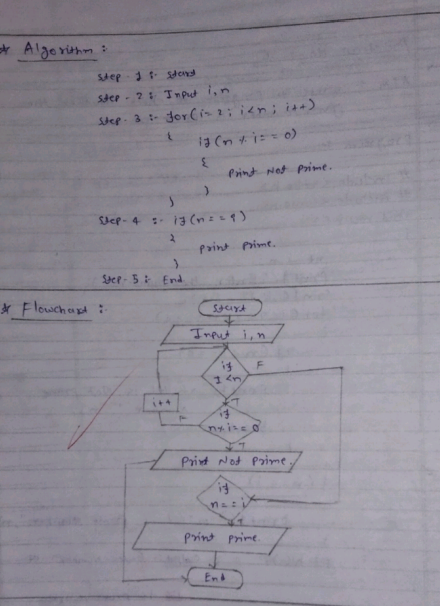 * Algorithm :
Step - 1 :- Start
Step - 2 : Input i, n
Step - 3 :- for (i = 2 ; i < n ; i++)
{ if (n % i == 0)
{
Print Not Prime.
}
}
Step - 4 :- if (n == 9)
{
Print Prime.
}
Step - 5 :- End
* Flowchart :
Start
Input i, n
if
I < n
F
T
i++
F
if
n % i == 0
T
Print Not Prime.
if
n == i
T
Print Prime.
End